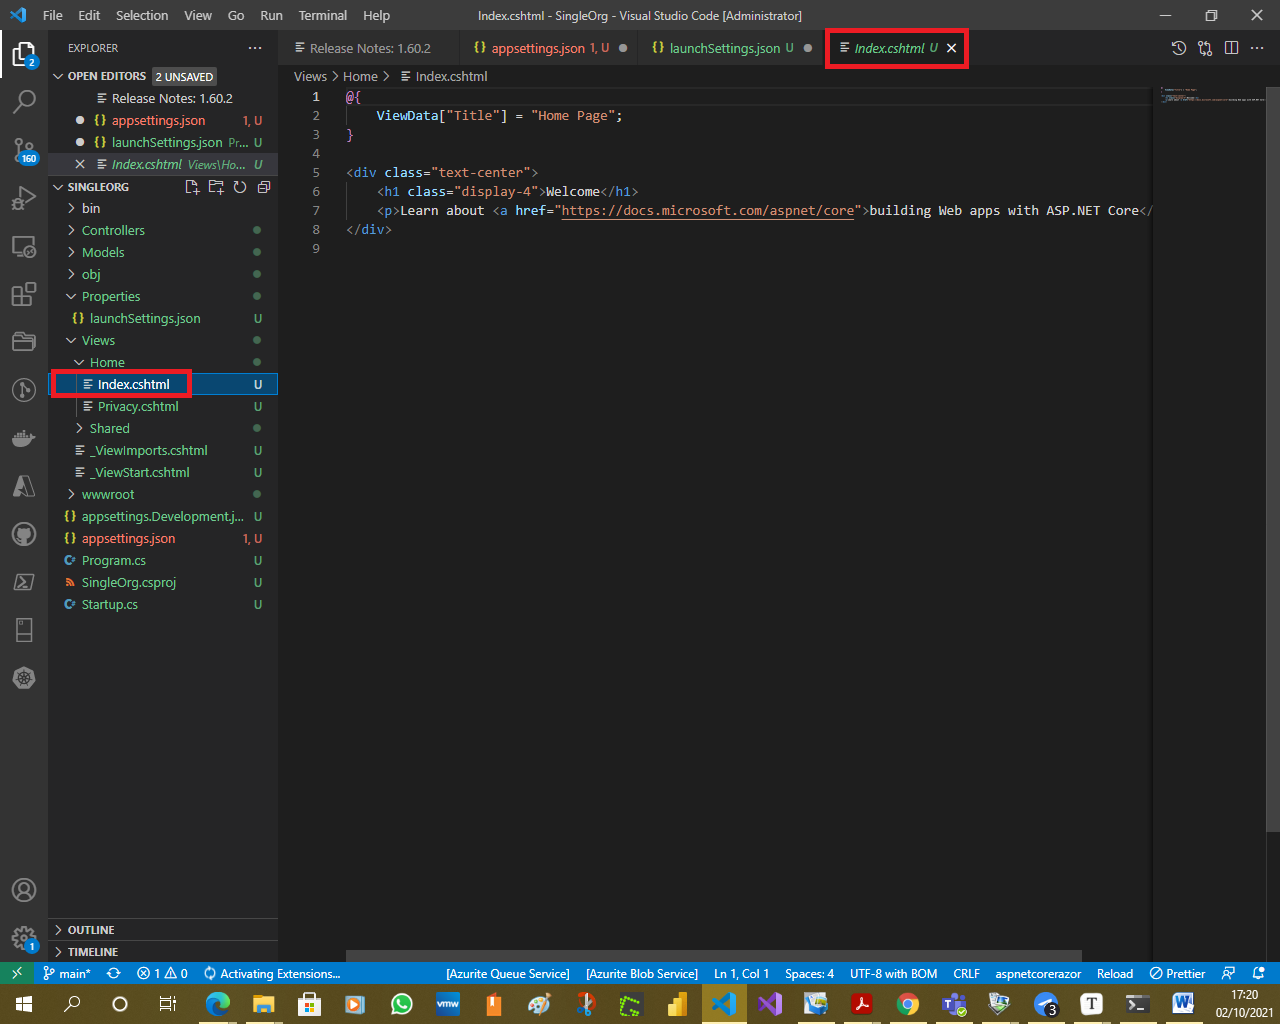 File Edit Selection View Go Run Terminal Help
Index.cshtml - SingleOrg - Visual Studio Code [Administrator]
EXPLORER
Release Notes: 1.60.2
appsettings.json 1, U
launchSettings.json U
Index.cshtml U
OPEN EDITORS 2 UNSAVED
Release Notes: 1.60.2
appsettings.json 1, U
launchSettings.json Pr... U
Index.cshtml Views\Ho... U
SINGLEORG
bin
Controllers
Models
obj
Properties
launchSettings.json U
Views
Home
Index.cshtml U
Privacy.cshtml U
Shared
_ViewImports.cshtml U
_ViewStart.cshtml U
wwwroot
appsettings.Development.j... U
appsettings.json 1, U
Program.cs U
SingleOrg.csproj U
Startup.cs U
OUTLINE
TIMELINE
Views > Home > Index.cshtml
1 @{
2 ViewData["Title"] = "Home Page";
3 }
4
5 <div class="text-center">
6 <h1 class="display-4">Welcome</h1>
7 <p>Learn about <a href="https://docs.microsoft.com/aspnet/core">building Web apps with ASP.NET Core</
8 </div>
9
2
160
1
main* 1 0 Activating Extensions... [Azurite Queue Service] [Azurite Blob Service] Ln 1, Col 1 Spaces: 4 UTF-8 with BOM CRLF aspnetcorerazor Reload Prettier
vmw
T
3
17:20
02/10/2021